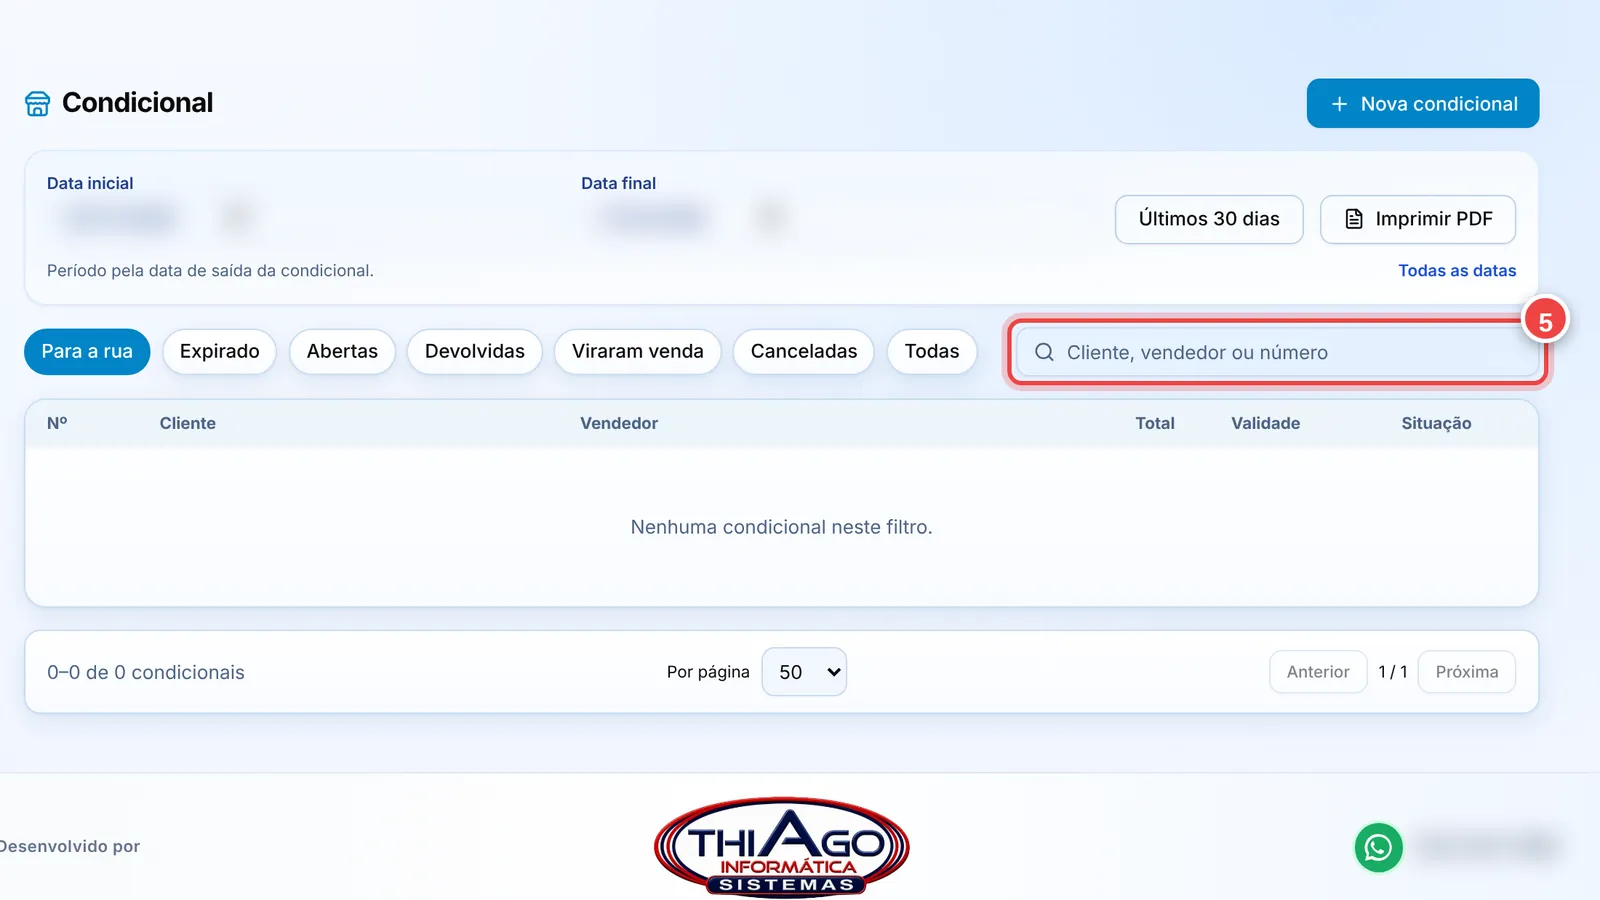 Condicional
Nova condicional
Data inicial
Data final
Últimos 30 dias
Imprimir PDF
Período pela data de saída da condicional.
Todas as datas
5
Para a rua
Expirado
Abertas
Devolvidas
Viraram venda
Canceladas
Todas
Cliente, vendedor ou número
Nº Cliente Vendedor Total Validade Situação
Nenhuma condicional neste filtro.
0–0 de 0 condicionais
Por página
50
Anterior
1 / 1
Próxima
Desenvolvido por
THIAGO
INFORMÁTICA
SISTEMAS